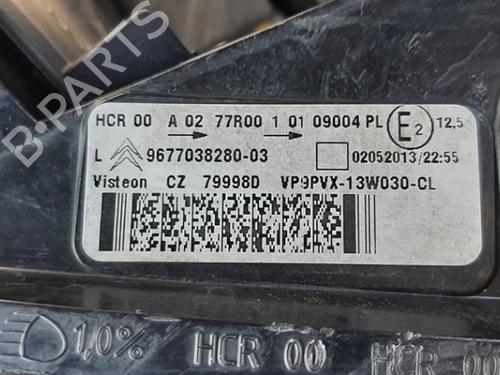 B-PARTS
HCR 00 A 02 77R00 1 01 09004 PL E2 12,5
L 9677038280-03 02052013/22:55
Visteon CZ 79998D VP9PVX-13W030-CL
1,0% HCR 00 HCR 00